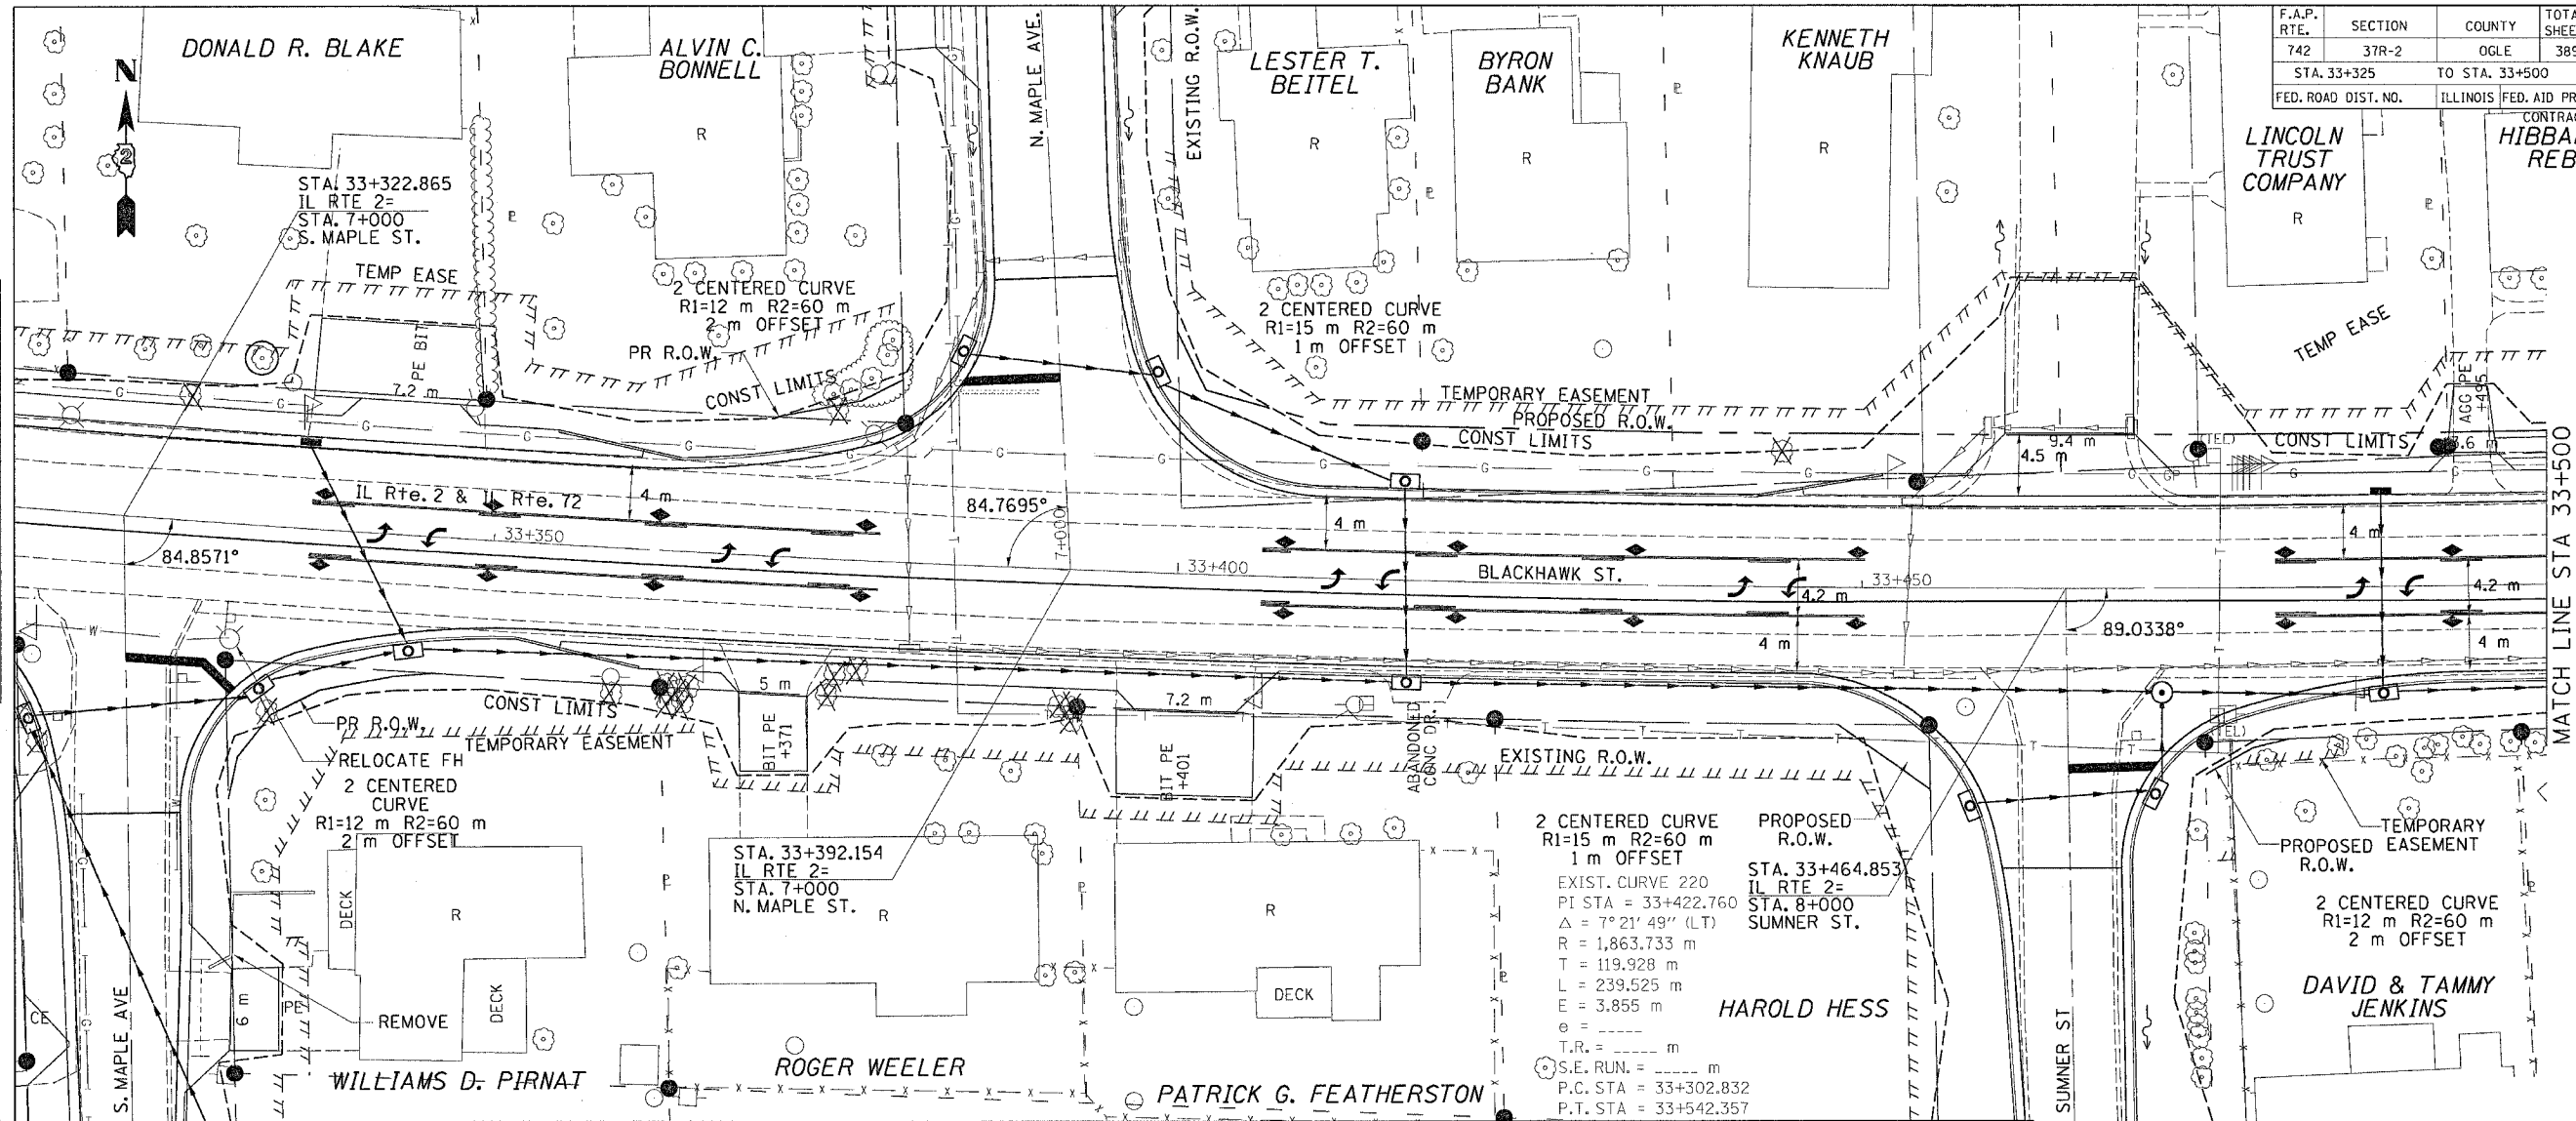 F.A.P. RTE. SECTION COUNTY
742 37R-2 OGLE
STA. 33+325 TO STA. 33+500
FED. ROAD DIST. NO. ILLINOIS
DONALD R. BLAKE
ALVIN C.
BONNELL
N. MAPLE AVE.
EXISTING R.O.W.
LESTER T.
BEITEL
BYRON
BANK
KENNETH
KNAUB
LINCOLN
TRUST
COMPANY
N
2
R
R
R
R
R
STA. 33+322.865
IL RTE 2=
STA. 7+000
S. MAPLE ST.
TEMP EASE
2 CENTERED CURVE
R1=12 m R2=60 m
2 m OFFSET
2 CENTERED CURVE
R1=15 m R2=60 m
1 m OFFSET
TEMP EASE
PR R.O.W.
CONST LIMITS
PE BIT
7.2 m
TEMPORARY EASEMENT
PROPOSED R.O.W.
CONST LIMITS
9.4 m
4.5 m
CONST LIMITS
AGG PE
+495
3.6 m
MATCH LINE STA 33+500
IL Rte. 2 & IL Rte. 72
4 m
33+350
84.8571°
84.7695°
7+000
33+400
4 m
BLACKHAWK ST.
4.2 m
4 m
33+450
89.0338°
4 m
4.2 m
4 m
CONST LIMITS
PR R.O.W.
TEMPORARY EASEMENT
RELOCATE FH
2 CENTERED
CURVE
R1=12 m R2=60 m
2 m OFFSET
5 m
BIT PE
+371
7.2 m
BIT PE
+401
ABANDONED
CONC DR.
EXISTING R.O.W.
STA. 33+392.154
IL RTE 2=
STA. 7+000
N. MAPLE ST.
2 CENTERED CURVE
R1=15 m R2=60 m
1 m OFFSET
PROPOSED
R.O.W.
STA. 33+464.853
IL RTE 2=
STA. 8+000
SUMNER ST.
EXIST. CURVE 220
PI STA = 33+422.760
Δ = 7° 21' 49" (LT)
R = 1,863.733 m
T = 119.928 m
L = 239.525 m
E = 3.855 m
e = _____
T.R. = _____ m
S.E. RUN. = _____ m
P.C. STA = 33+302.832
P.T. STA = 33+542.357
TEMPORARY
EASEMENT
PROPOSED
R.O.W.
2 CENTERED CURVE
R1=12 m R2=60 m
2 m OFFSET
DAVID & TAMMY
JENKINS
HAROLD HESS
SUMNER ST
S. MAPLE AVE
CE
6 m
PE
REMOVE
DECK
R
DECK
R
R
DECK
WILLIAMS D. PIRNAT
ROGER WEELER
PATRICK G. FEATHERSTON